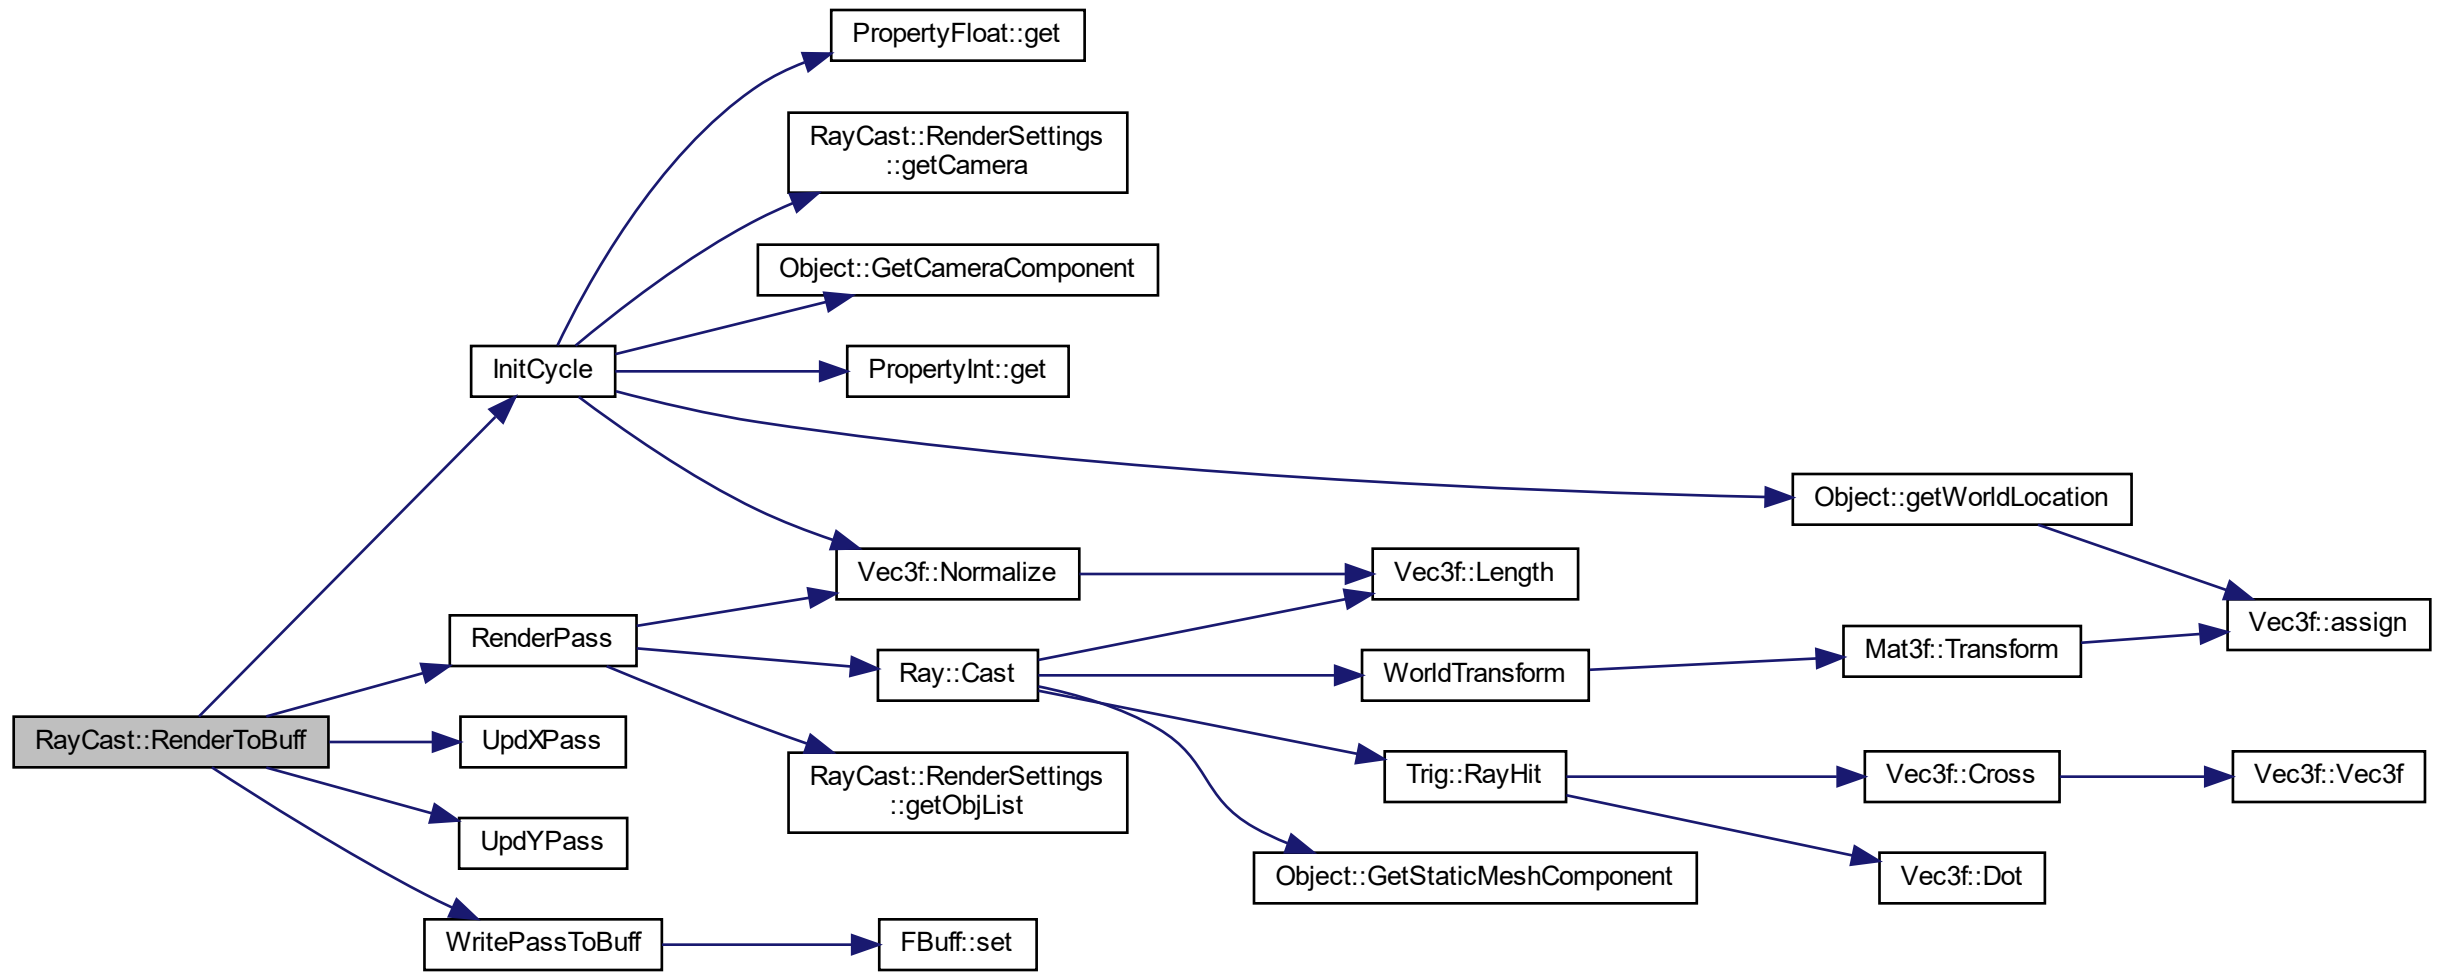 PropertyFloat::get
RayCast::RenderSettings
::getCamera
Object::GetCameraComponent
InitCycle
PropertyInt::get
Object::getWorldLocation
Vec3f::Normalize
Vec3f::Length
Vec3f::assign
RenderPass
Ray::Cast
WorldTransform
Mat3f::Transform
RayCast::RenderToBuff
UpdXPass
RayCast::RenderSettings
::getObjList
Trig::RayHit
Vec3f::Cross
Vec3f::Vec3f
UpdYPass
Object::GetStaticMeshComponent
Vec3f::Dot
WritePassToBuff
FBuff::set